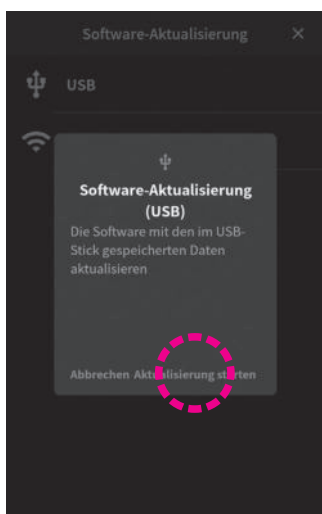 Software-Aktualisierung
USB
Software-Aktualisierung
(USB)
Die Software mit den im USB-
Stick gespeicherten Daten
aktualisieren
Abbrechen Aktualisierung starten